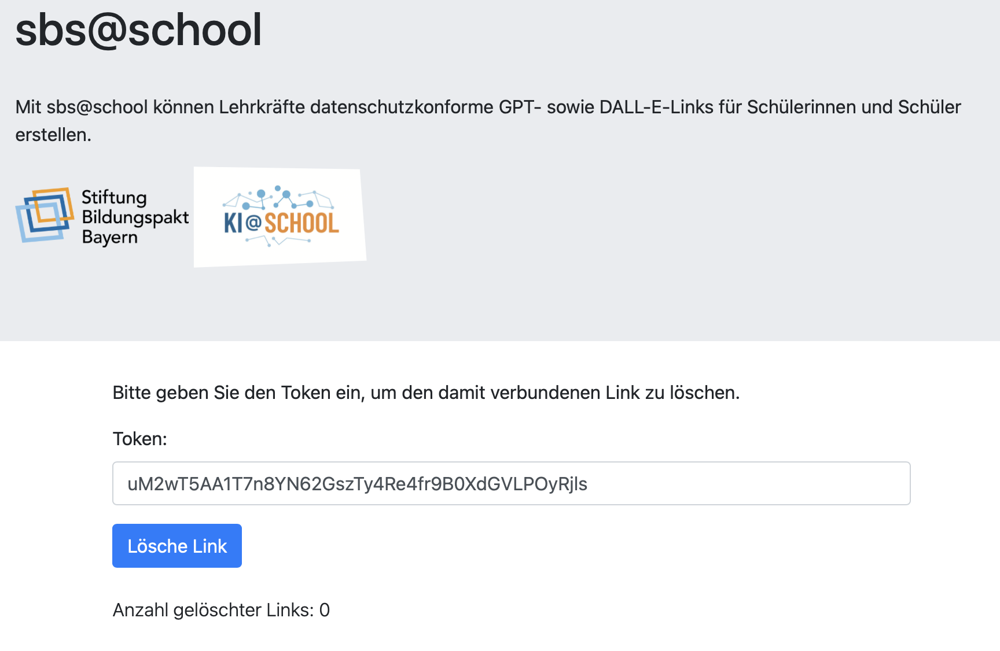 sbs@school
Mit sbs@school können Lehrkräfte datenschutzkonforme GPT- sowie DALL-E-Links für Schülerinnen und Schüler
erstellen.
Stiftung
Bildungspakt
Bayern
KI@SCHOOL
Bitte geben Sie den Token ein, um den damit verbundenen Link zu löschen.
Token:
uM2wT5AA1T7n8YN62GszTy4Re4fr9B0XdGVLPOyRjls
Lösche Link
Anzahl gelöschter Links: 0